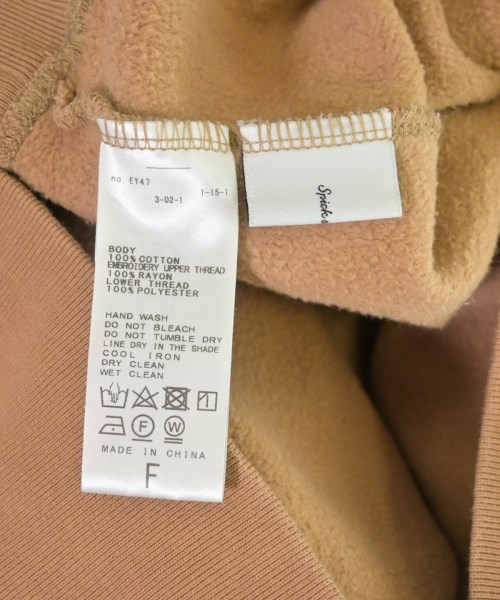 no. EY47
1-15-1
3-02-1
BODY
100% COTTON
EMBROIDERY UPPER THREAD
100% RAYON
LOWER THREAD
100% POLYESTER
HAND WASH
DO NOT BLEACH
DO NOT TUMBLE DRY
LINE DRY IN THE SHADE
COOL IRON
DRY CLEAN
WET CLEAN
F
W
MADE IN CHINA
F
Spick